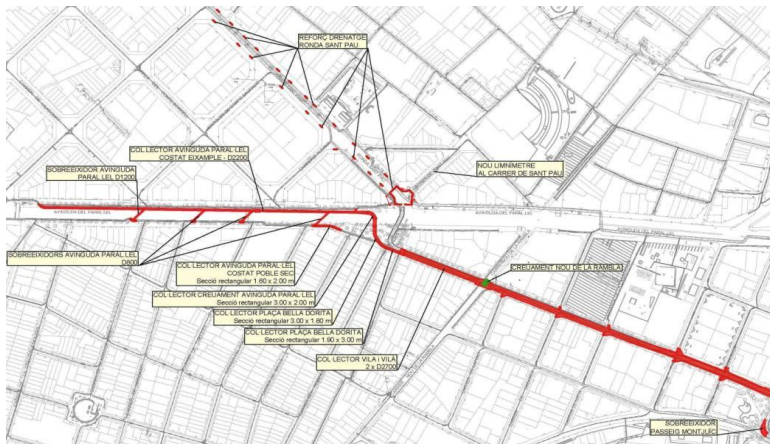 REFORÇ DRENATGE
RONDA SANT PAU
COL·LECTOR AVINGUDA PARAL·LEL
COSTAT EIXAMPLE - D2200
SOBREEIXIDOR AVINGUDA
PARAL·LEL D1200
NOU LIMNÍMETRE
AL CARRER DE SANT PAU
AVINGUDA DEL PARAL·LEL
AVINGUDA DEL PARAL·LEL
SOBREEIXIDORS AVINGUDA PARAL·LEL
D800
COL·LECTOR AVINGUDA PARAL·LEL
COSTAT POBLE SEC
Secció rectangular 1.60 x 2.00 m
CREUAMENT NOU DE LA RAMBLA
COL·LECTOR CREUAMENT AVINGUDA PARAL·LEL
Secció rectangular 3.00 x 2.00 m
COL·LECTOR PLAÇA BELLA DORITA
Secció rectangular 3.00 x 1.60 m
COL·LECTOR PLAÇA BELLA DORITA
Secció rectangular 1.90 x 3.00 m
COL·LECTOR VILA i VILÀ
2 x D2700
SOBREEIXIDOR
PASSEIG MONTJUÏC